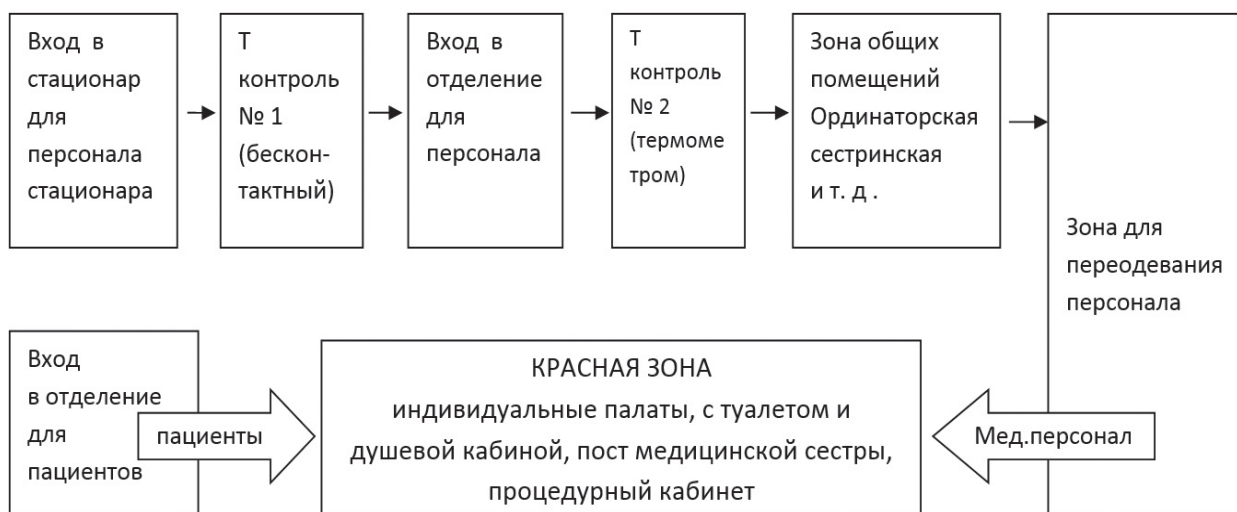 Вход в
стационар
для
персонала
стационара
Т
контроль
№ 1
(бескон-
тактный)
Вход в
отделение
для
персонала
Т
контроль
№ 2
(термоме
тром)
Зона общих
помещений
Ординаторская
сестринская
и т. д .
Зона для
переодевания
персонала
Вход
в отделение
для
пациентов
пациенты
КРАСНАЯ ЗОНА
индивидуальные палаты, с туалетом и
душевой кабиной, пост медицинской сестры,
процедурный кабинет
Мед.персонал